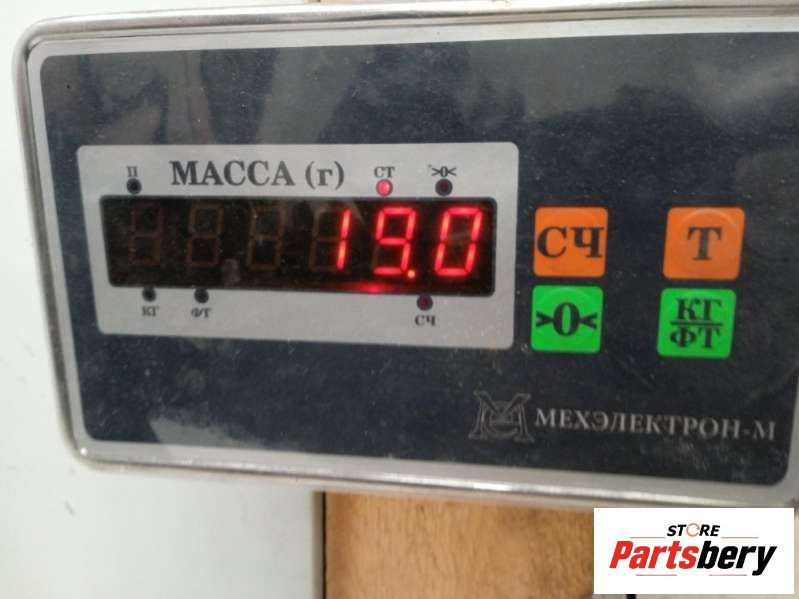 П МАССА (г) СТ >0<
19.0
КГ ФТ СЧ
СЧ Т
>0< КГ/ФТ
МЕХЭЛЕКТРОН-М
STORE
Partsbery